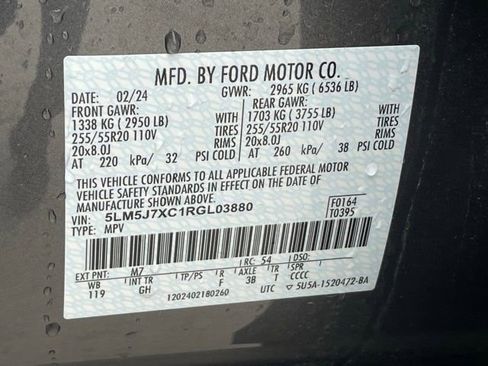 MFD. BY FORD MOTOR CO.
DATE: 02/24 GVWR: 2965 KG ( 6536 LB)
FRONT GAWR: REAR GAWR:
1338 KG ( 2950 LB) WITH 1703 KG ( 3755 LB) WITH
255/55R20 110V TIRES 255/55R20 110V TIRES
20x8.0J RIMS 20x8.0J RIMS
AT 220 kPa/ 32 PSI COLD AT 260 kPa/ 38 PSI COLD
THIS VEHICLE CONFORMS TO ALL APPLICABLE FEDERAL MOTOR
VEHICLE SAFETY AND BUMPER STANDARDS IN EFFECT ON THE DATE OF
MANUFACTURE SHOWN ABOVE.
VIN: 5LM5J7XC1RGL03880 F0164
TYPE: MPV T0395
EXT PNT: M7 RC: 54 DSO:
WB INT TR TP/PS R AXLE TR SPR
119 GH 3B T CCCC
1202402180260 UTC 5U5A-1520472-BA